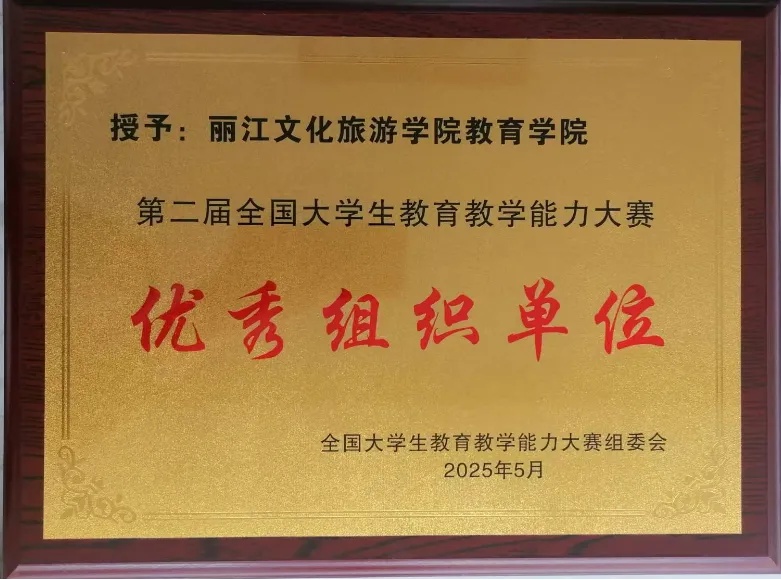 授予：丽江文化旅游学院教育学院
第二届全国大学生教育教学能力大赛
优秀组织单位
全国大学生教育教学能力大赛组委会
2025年5月